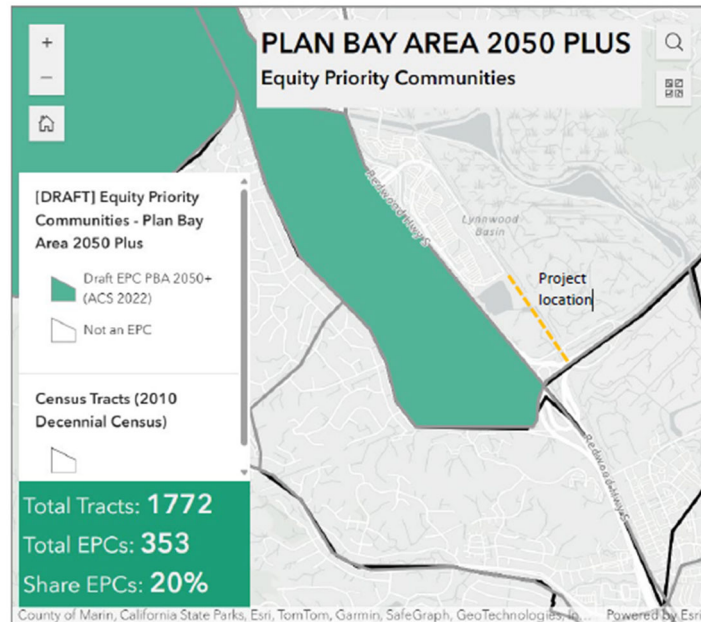 +
−
PLAN BAY AREA 2050 PLUS
Equity Priority Communities
[DRAFT] Equity Priority
Communities - Plan Bay
Area 2050 Plus
Draft EPC PBA 2050+
(ACS 2022)
Not an EPC
Census Tracts (2010
Decennial Census)
Total Tracts: 1772
Total EPCs: 353
Share EPCs: 20%
Redwood Hwy S
Lynnwood
Basin
Project
location
Redwood Hwy S
County of Marin, California State Parks, Esri, TomTom, Garmin, SafeGraph, GeoTechnologies, In... Powered by Esri